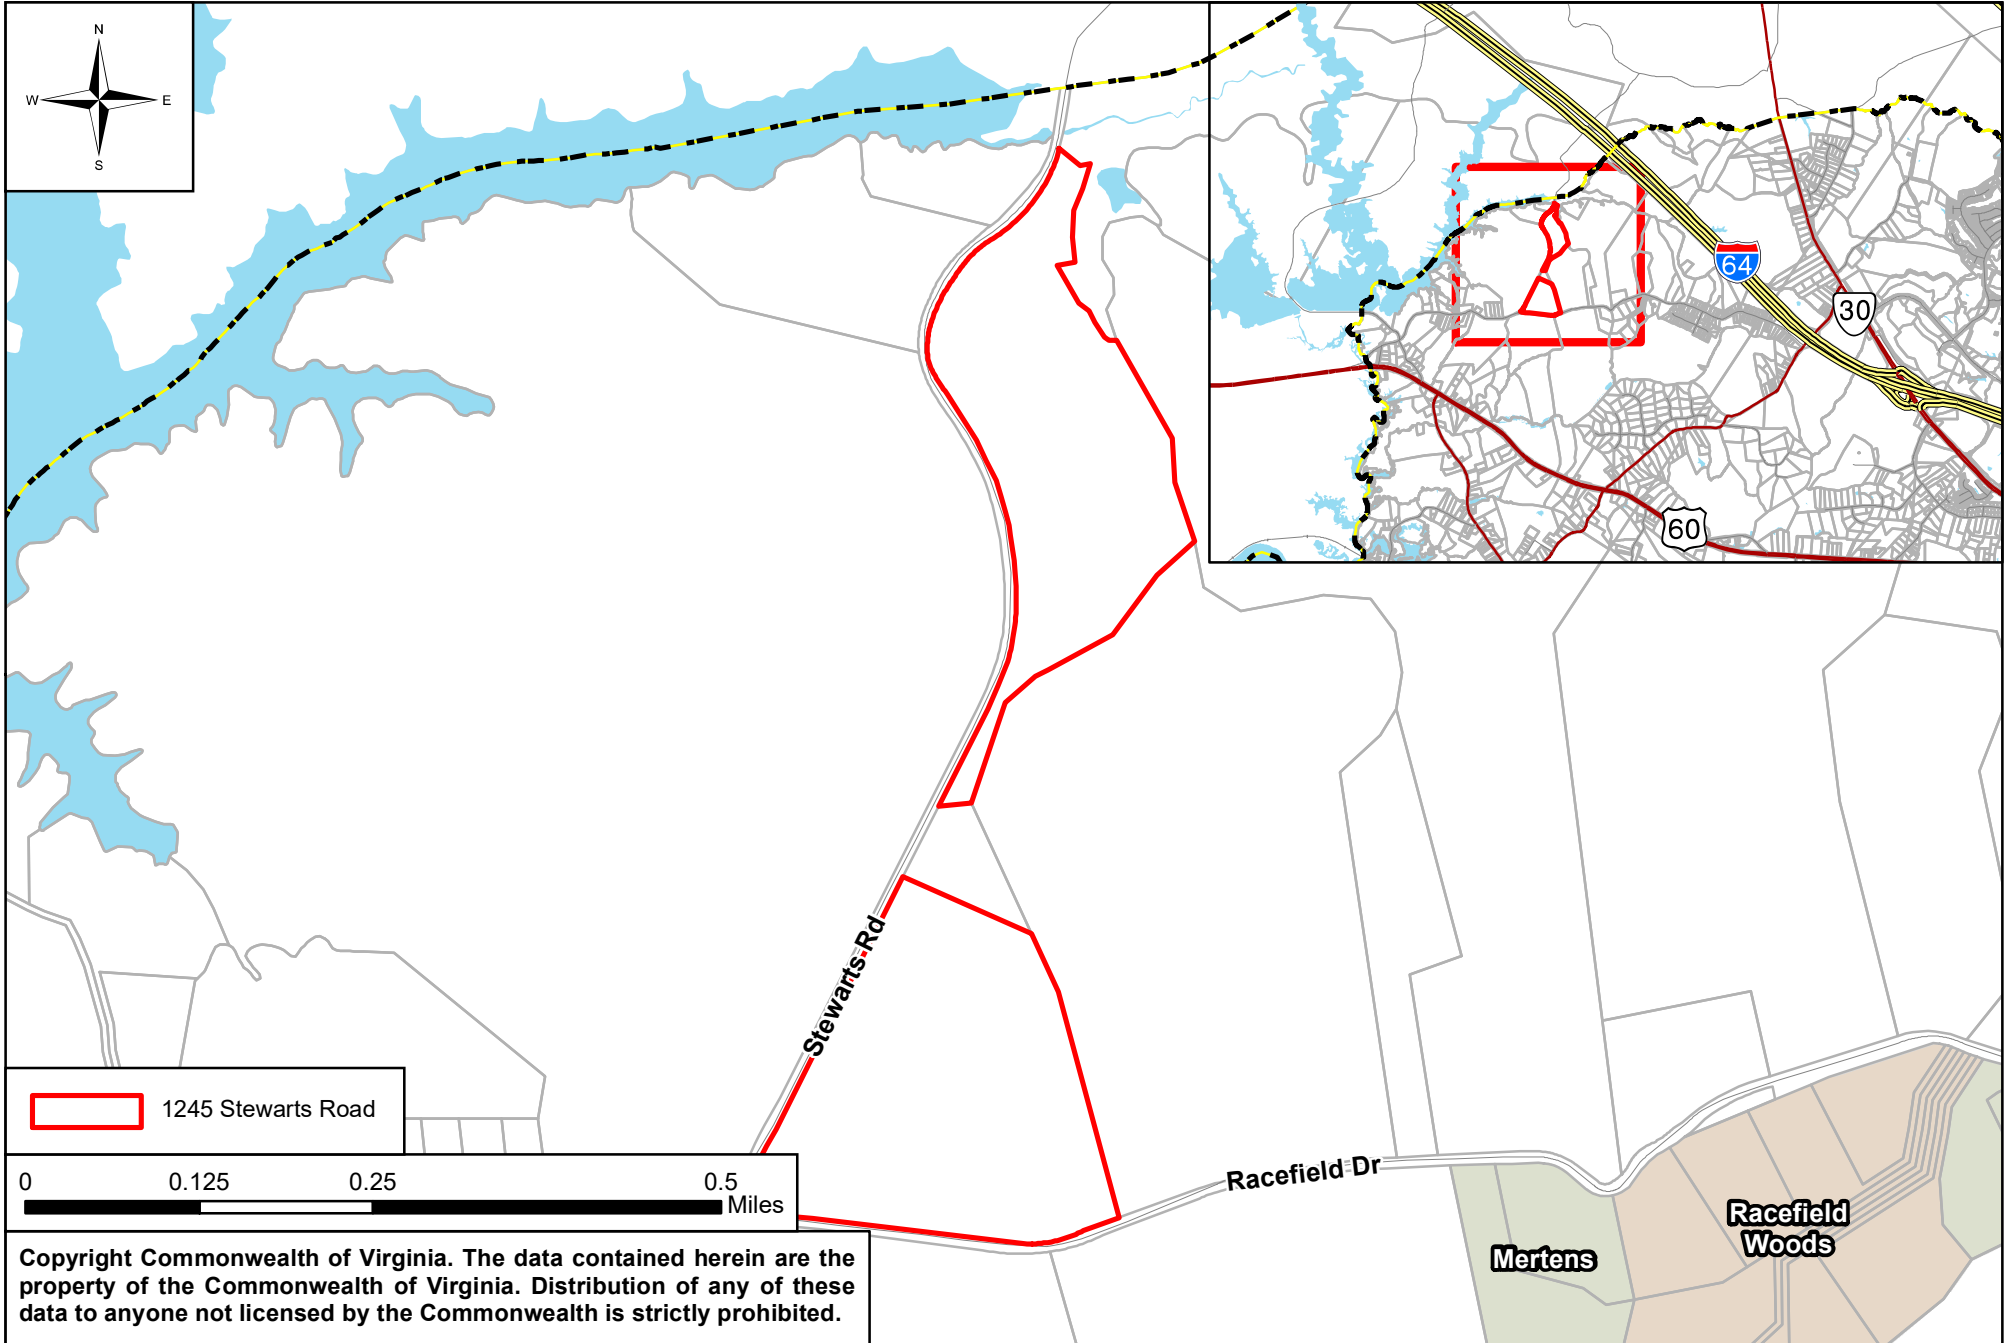 N
W
E
S
64
30
60
Stewarts Rd
1245 Stewarts Road
0
0.125
0.25
0.5
Miles
Racefield Dr
Racefield
Woods
Mertens
Copyright Commonwealth of Virginia. The data contained herein are the
property of the Commonwealth of Virginia. Distribution of any of these
data to anyone not licensed by the Commonwealth is strictly prohibited.